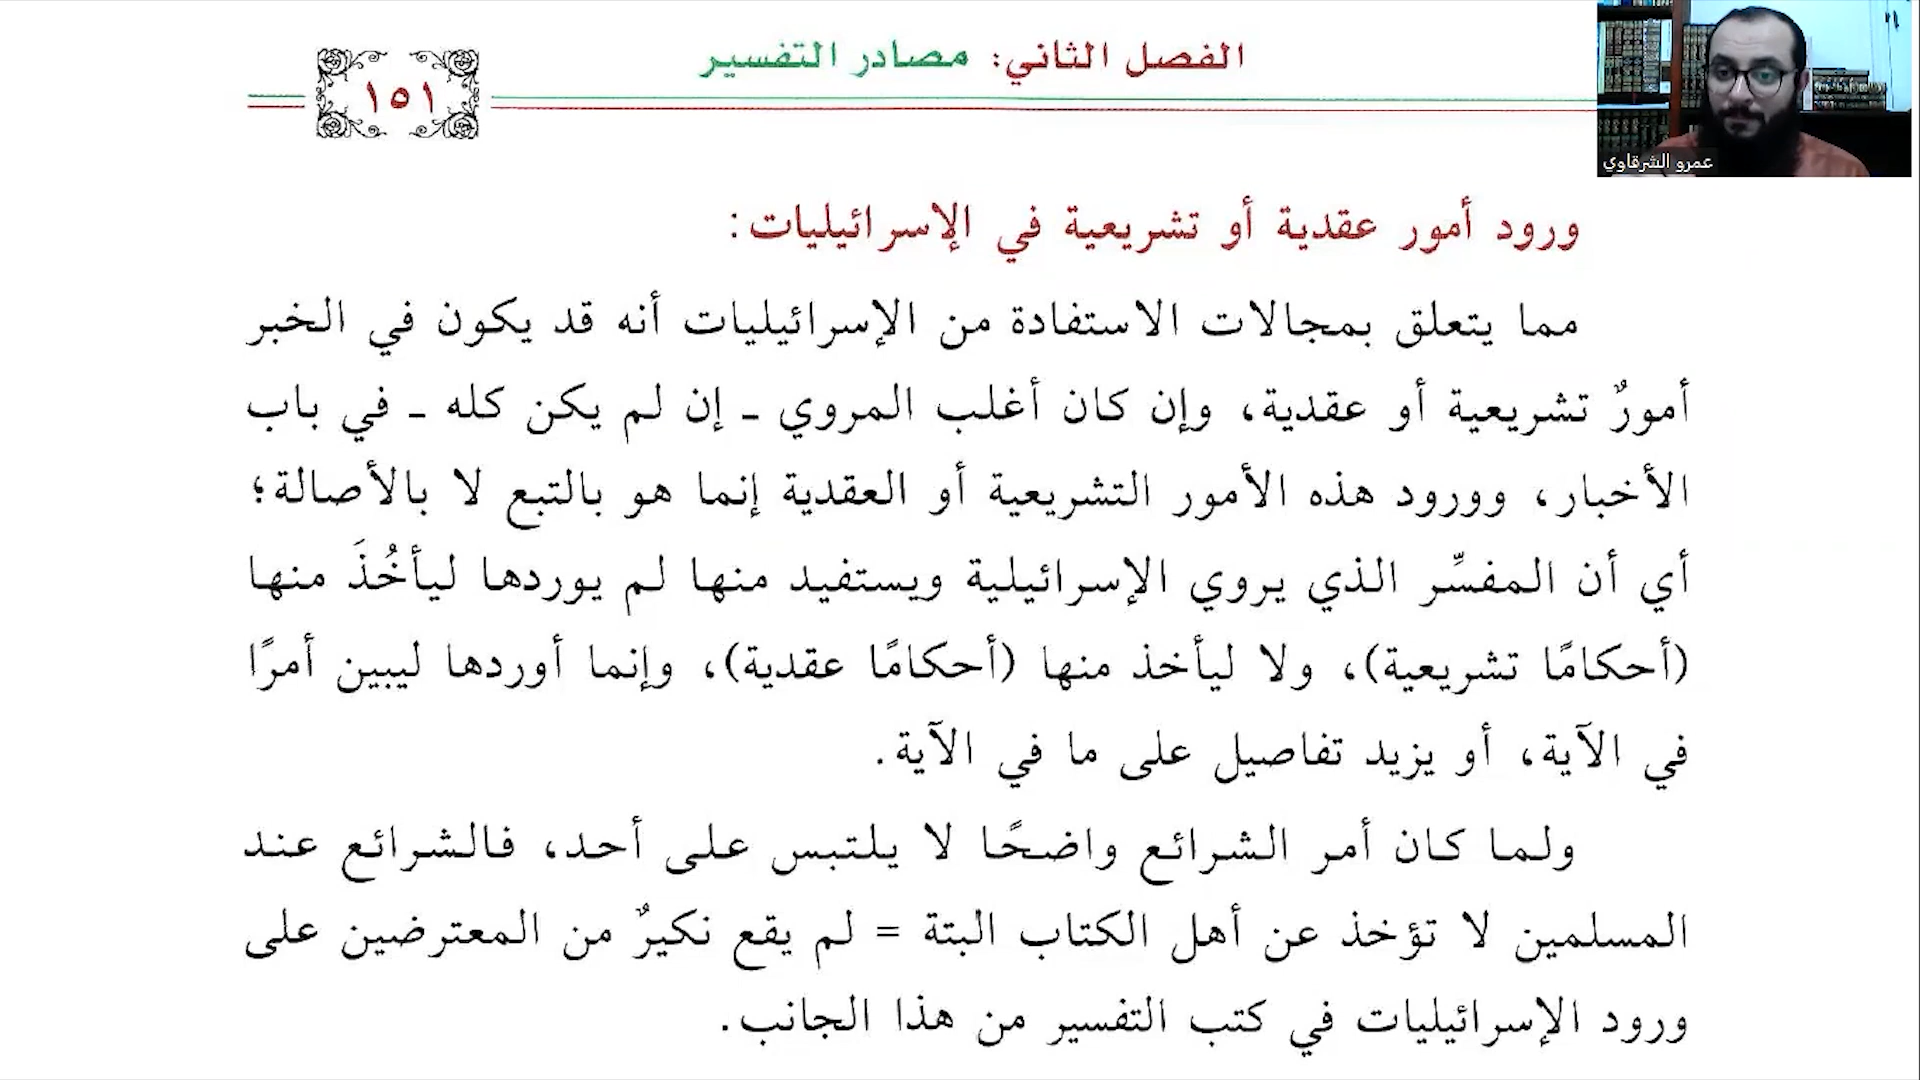 الفصل الثاني: مصادر التفسير
١٥١
عمرو الشرقاوي
ورود أمور عقدية أو تشريعية في الإسرائيليات:
مما يتعلق بمجالات الاستفادة من الإسرائيليات أنه قد يكون في الخبر
أمورٌ تشريعية أو عقدية، وإن كان أغلب المروي ـ إن لم يكن كله ـ في باب
الأخبار، وورود هذه الأمور التشريعية أو العقدية إنما هو بالتبع لا بالأصالة؛
أي أن المفسِّر الذي يروي الإسرائيلية ويستفيد منها لم يوردها ليأخُذَ منها
(أحكامًا تشريعية)، ولا ليأخذ منها (أحكامًا عقدية)، وإنما أوردها ليبين أمرًا
في الآية، أو يزيد تفاصيل على ما في الآية.
ولما كان أمر الشرائع واضحًا لا يلتبس على أحد، فالشرائع عند
المسلمين لا تؤخذ عن أهل الكتاب البتة = لم يقع نكيرٌ من المعترضين على
ورود الإسرائيليات في كتب التفسير من هذا الجانب.